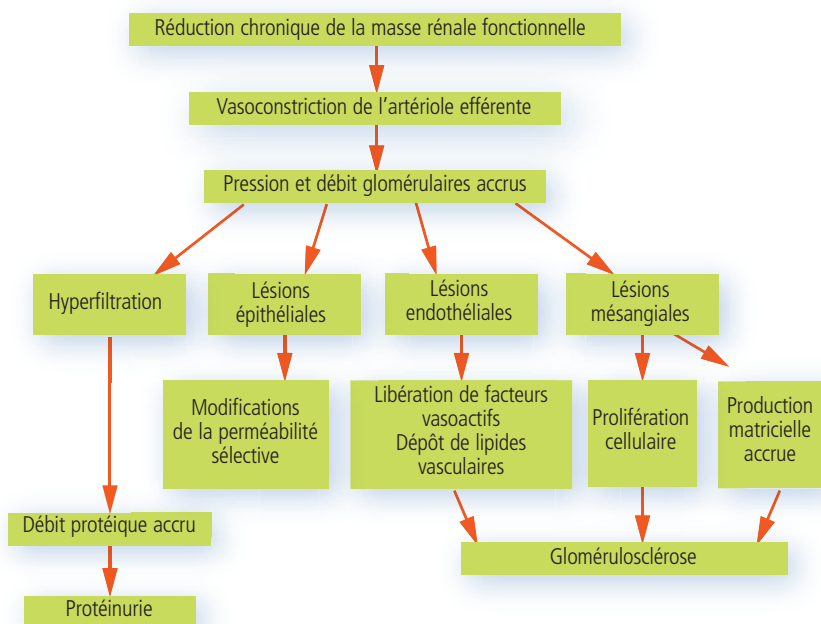 Réduction chronique de la masse rénale fonctionnelle
Vasoconstriction de l'artériole efférente
Pression et débit glomérulaires accrus
Hyperfiltration
Lésions
épithéliales
Lésions
endothéliales
Lésions
mésangiales
Modifications
de la perméabilité
sélective
Libération de facteurs
vasoactifs
Dépôt de lipides
vasculaires
Prolifération
cellulaire
Production
matricielle
accrue
Débit protéique accru
Glomérulosclérose
Protéinurie